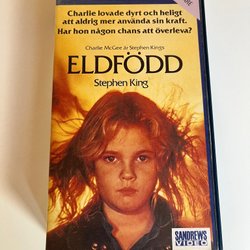 Charlie lovade dyrt och heligt
att aldrig mer använda sin kraft.
Har hon någon chans att överleva?
Charlie McGee är Stephen Kings
ELDFÖDD
Stephen King
SANDREWS
VIDEO